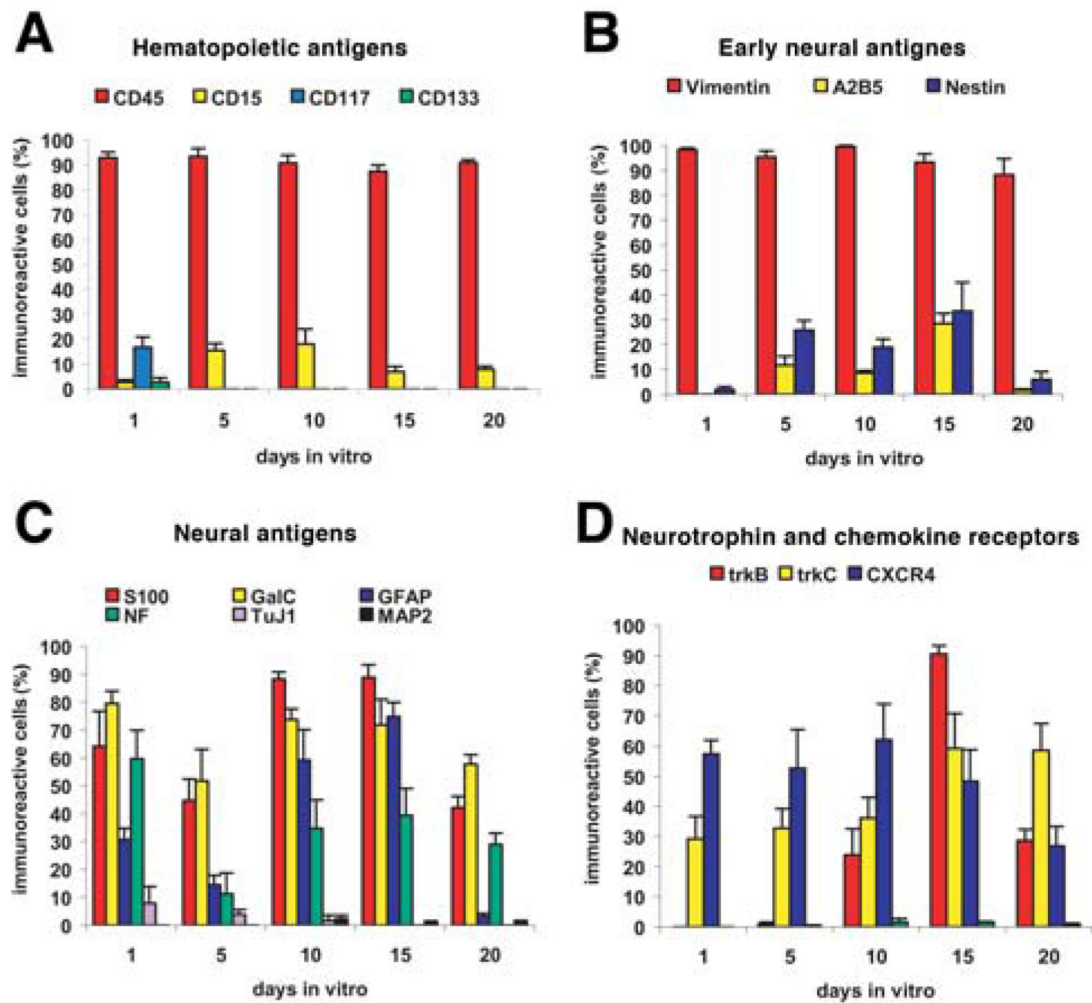 A
Hematopoietic antigens
CD45 CD15 CD117 CD133
immunoreactive cells (%)
100
90
80
70
60
50
40
30
20
10
0
1 5 10 15 20
days in vitro
B
Early neural antignes
Vimentin A2B5 Nestin
immunoreactive cells (%)
100
90
80
70
60
50
40
30
20
10
0
1 5 10 15 20
days in vitro
C
Neural antigens
S100 GalC GFAP
NF TuJ1 MAP2
immunoreactive cells (%)
100
90
80
70
60
50
40
30
20
10
0
1 5 10 15 20
days in vitro
D
Neurotrophin and chemokine receptors
trkB trkC CXCR4
immunoreactive cells (%)
100
90
80
70
60
50
40
30
20
10
0
1 5 10 15 20
days in vitro